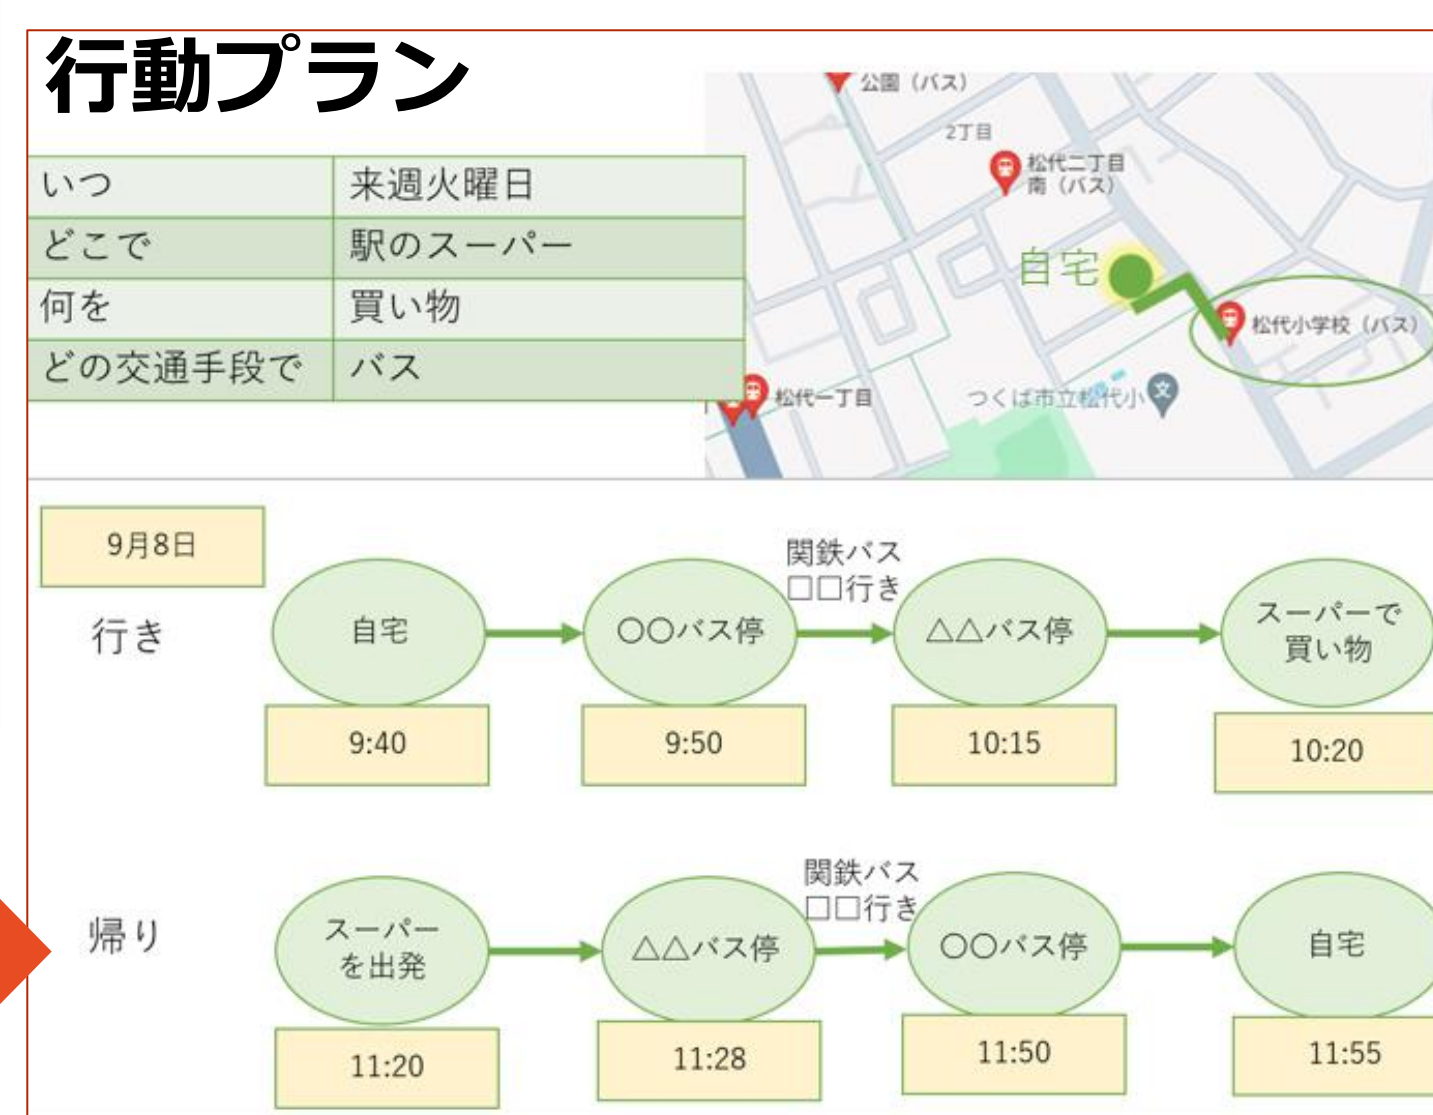 行動プラン
いつ 来週火曜日
どこで 駅のスーパー
何を 買い物
どの交通手段で バス
公園（バス）
2丁目
松代二丁目
南（バス）
自宅
松代小学校（バス）
松代一丁目
つくば市立松代小
文
9月8日
関鉄バス
□□行き
行き
自宅
〇〇バス停
△△バス停
スーパーで
買い物
9:40
9:50
10:15
10:20
関鉄バス
□□行き
帰り
スーパー
を出発
△△バス停
〇〇バス停
自宅
11:20
11:28
11:50
11:55